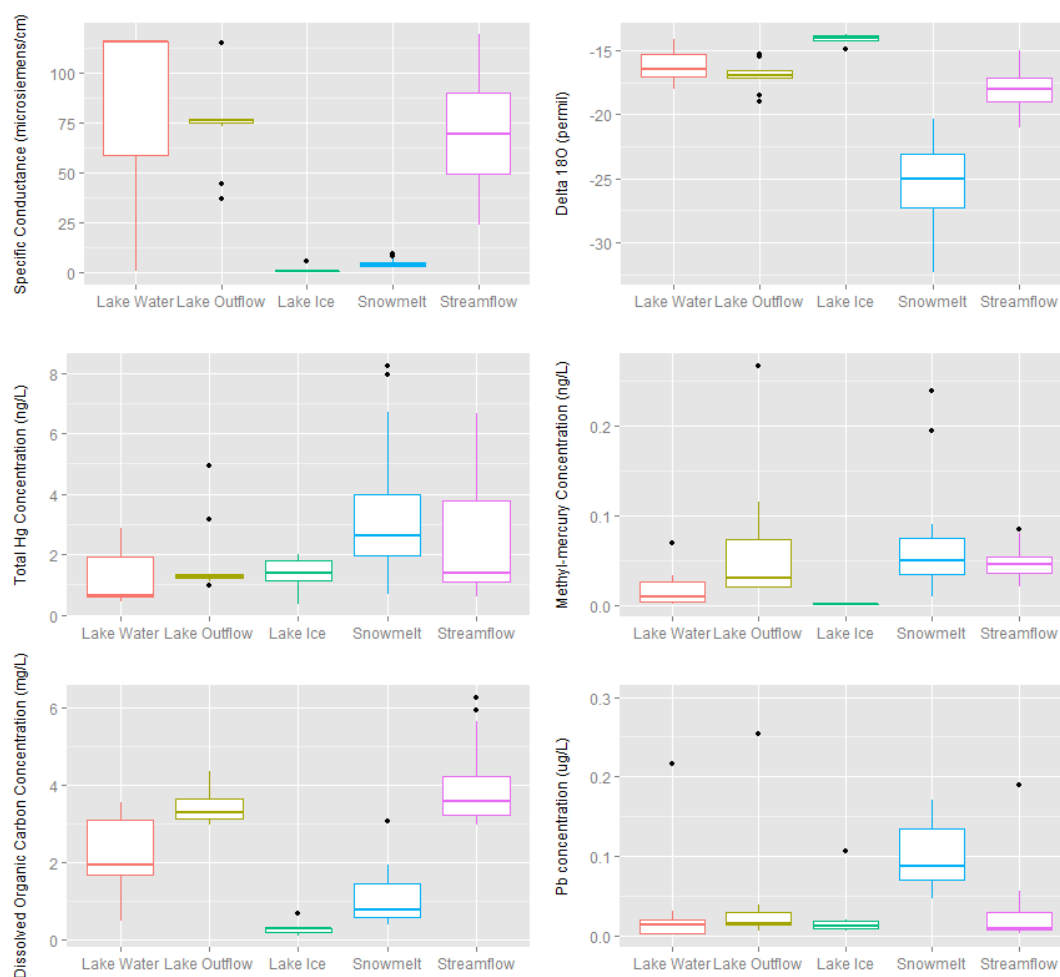 Specific Conductance (microsiemens/cm)
100
75
50
25
0
Lake Water Lake Outflow Lake Ice Snowmelt Streamflow
Delta 18O (permil)
-15
-20
-25
-30
Lake Water Lake Outflow Lake Ice Snowmelt Streamflow
Total Hg Concentration (ng/L)
8
6
4
2
0
Lake Water Lake Outflow Lake Ice Snowmelt Streamflow
Methyl-mercury Concentration (ng/L)
0.2
0.1
0.0
Lake Water Lake Outflow Lake Ice Snowmelt Streamflow
Dissolved Organic Carbon Concentration (mg/L)
6
4
2
0
Lake Water Lake Outflow Lake Ice Snowmelt Streamflow
Pb concentration (ug/L)
0.3
0.2
0.1
0.0
Lake Water Lake Outflow Lake Ice Snowmelt Streamflow